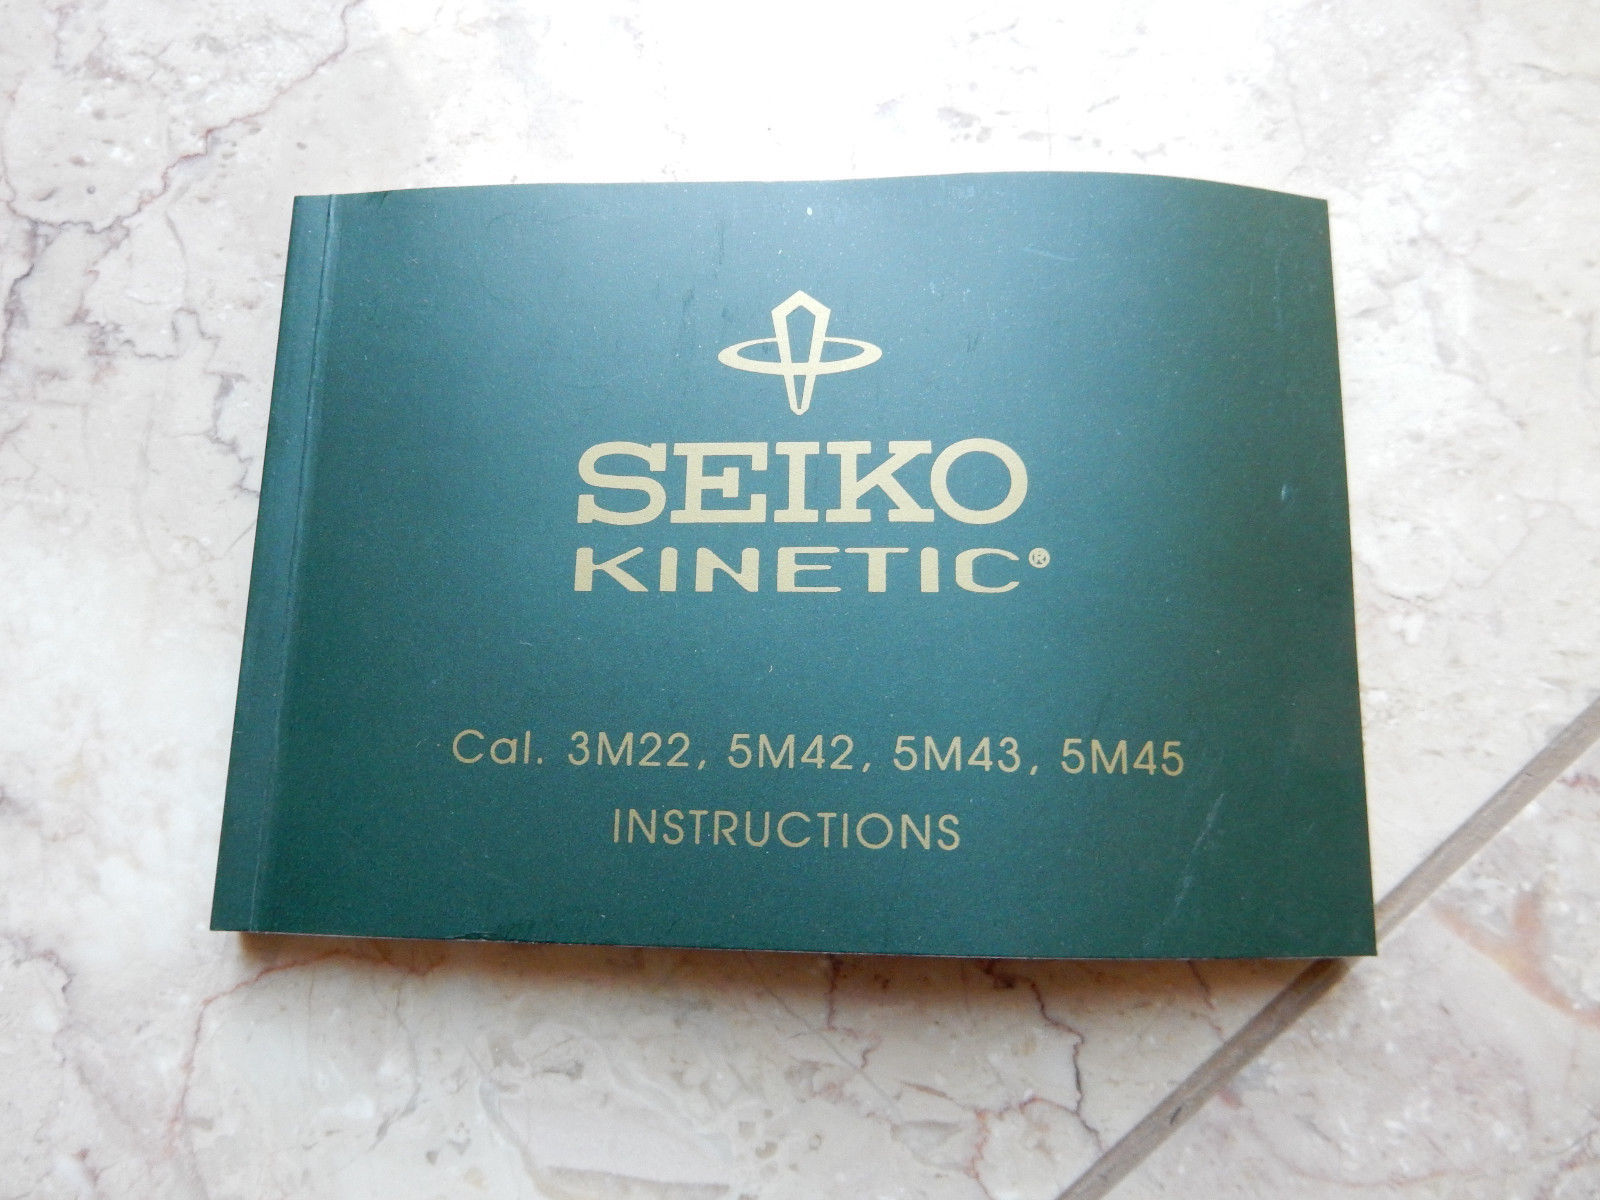 SEIKO
KINETIC®
Cal. 3M22, 5M42, 5M43, 5M45
INSTRUCTIONS